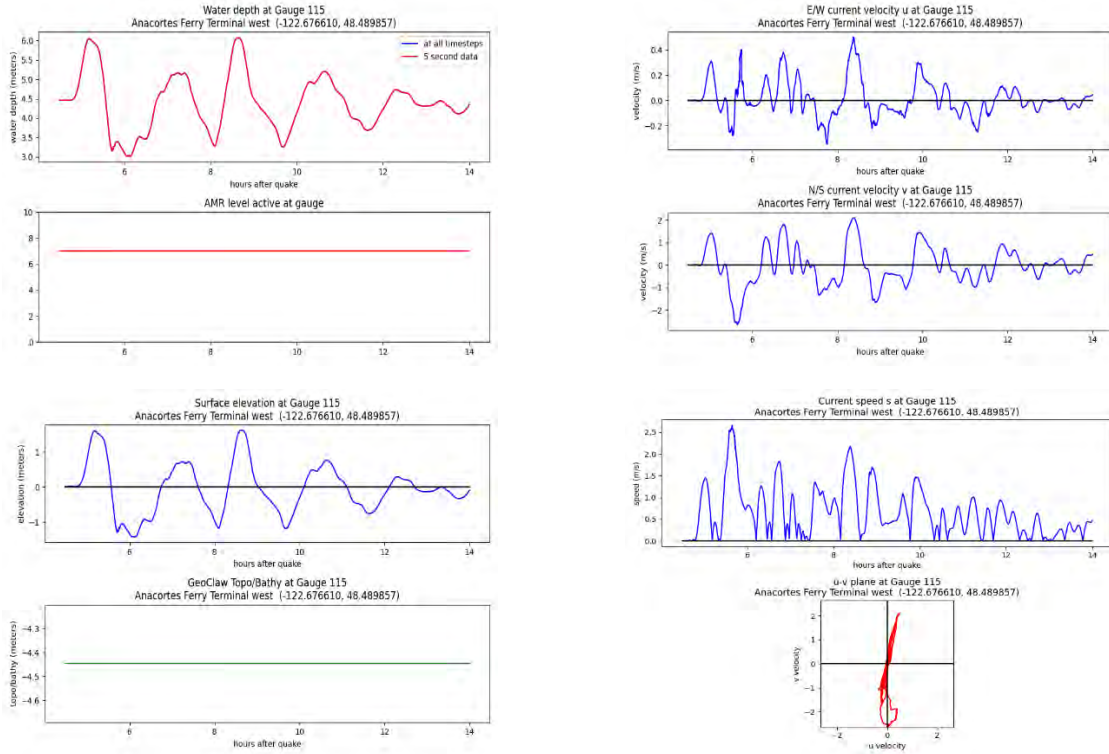 Water depth at Gauge 115
Anacortes Ferry Terminal west (-122.676610, 48.489857)
at all timesteps
5 second data
water depth (meters)
6.0
5.5
5.0
4.5
4.0
3.5
3.0
6
8
10
12
14
hours after quake
AMR level active at gauge
10
8
6
4
2
0
6
8
10
12
14
hours after quake
Surface elevation at Gauge 115
Anacortes Ferry Terminal west (-122.676610, 48.489857)
elevation (meters)
1
0
−1
6
8
10
12
14
hours after quake
GeoClaw Topo/Bathy at Gauge 115
Anacortes Ferry Terminal west (-122.676610, 48.489857)
topo/bathy (meters)
−4.3
−4.4
−4.5
−4.6
6
8
10
12
14
hours after quake
E/W current velocity u at Gauge 115
Anacortes Ferry Terminal west (-122.676610, 48.489857)
velocity (m/s)
0.4
0.2
0.0
−0.2
6
8
10
12
14
hours after quake
N/S current velocity v at Gauge 115
Anacortes Ferry Terminal west (-122.676610, 48.489857)
velocity (m/s)
2
1
0
−1
−2
6
8
10
12
14
hours after quake
Current speed s at Gauge 115
Anacortes Ferry Terminal west (-122.676610, 48.489857)
speed (m/s)
2.5
2.0
1.5
1.0
0.5
0.0
6
8
10
12
14
hours after quake
u-v plane at Gauge 115
Anacortes Ferry Terminal west (-122.676610, 48.489857)
v velocity
2
1
0
−1
−2
−2
0
2
u velocity